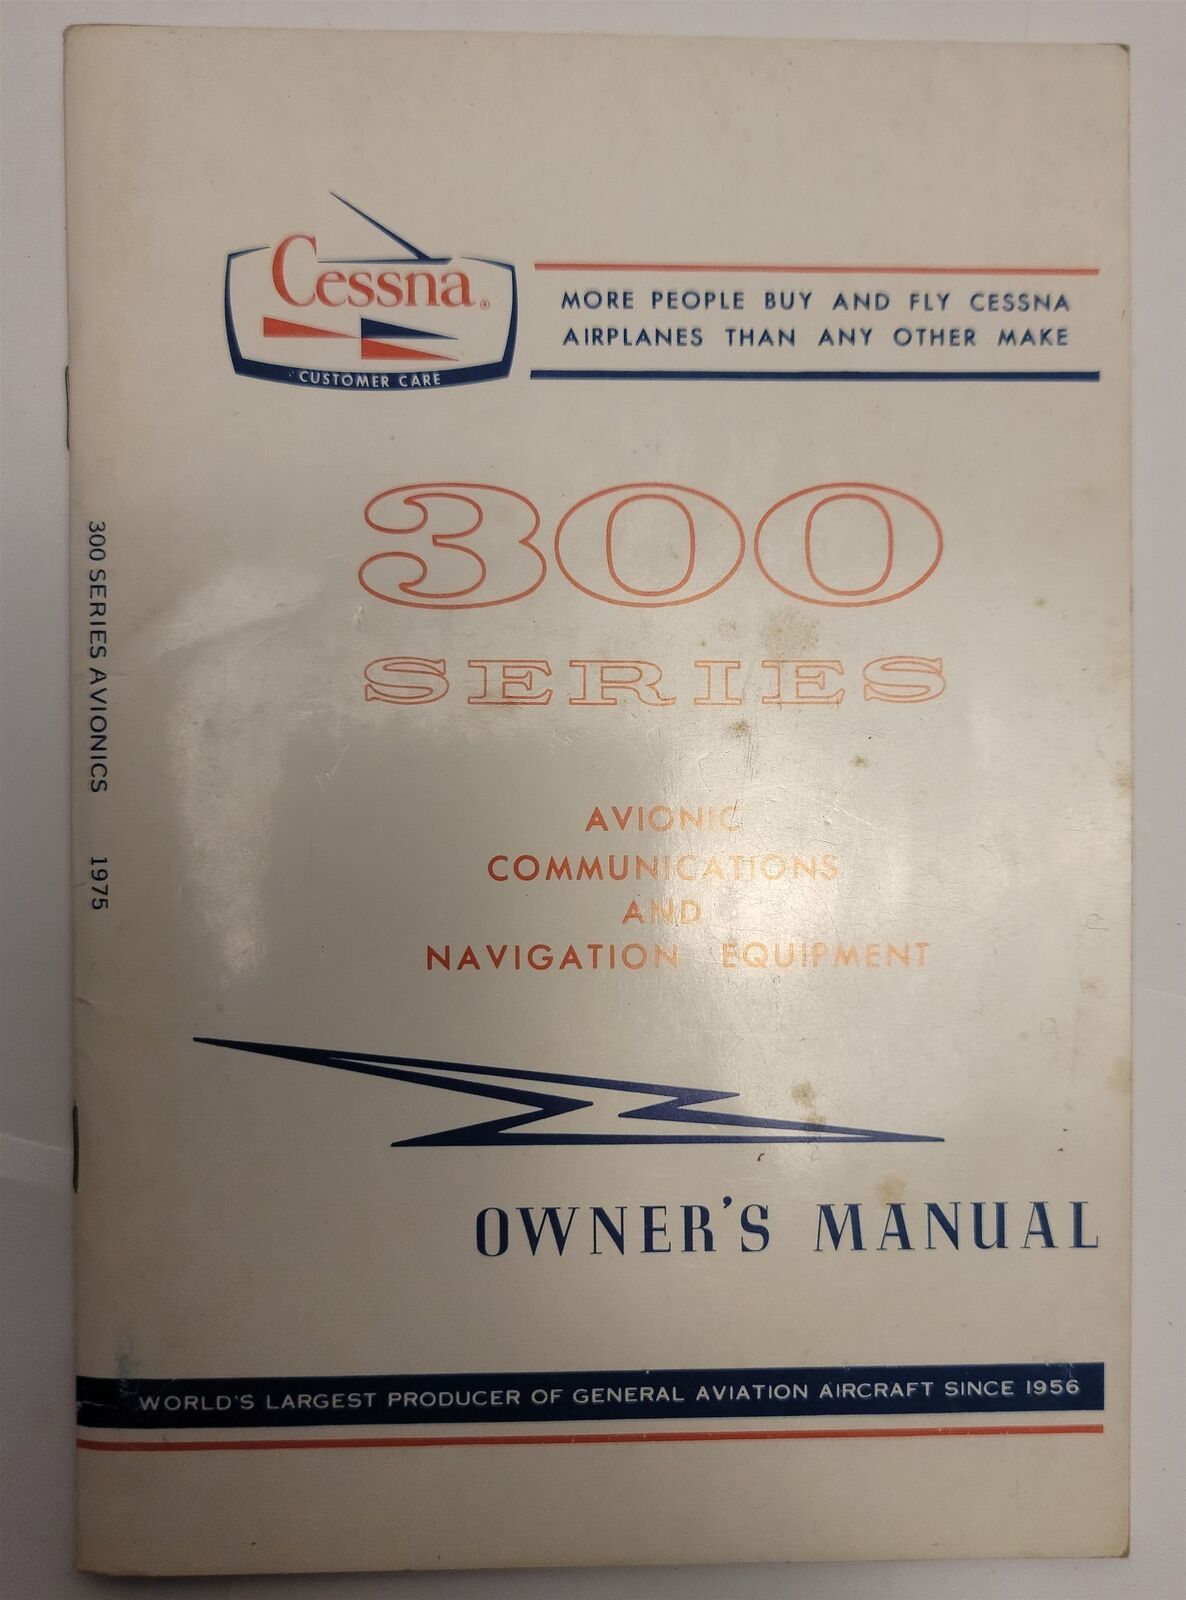 Cessna®
CUSTOMER CARE
MORE PEOPLE BUY AND FLY CESSNA
AIRPLANES THAN ANY OTHER MAKE
300
SERIES
AVIONIC
COMMUNICATIONS
AND
NAVIGATION EQUIPMENT
300 SERIES AVIONICS 1975
OWNER'S MANUAL
WORLD'S LARGEST PRODUCER OF GENERAL AVIATION AIRCRAFT SINCE 1956